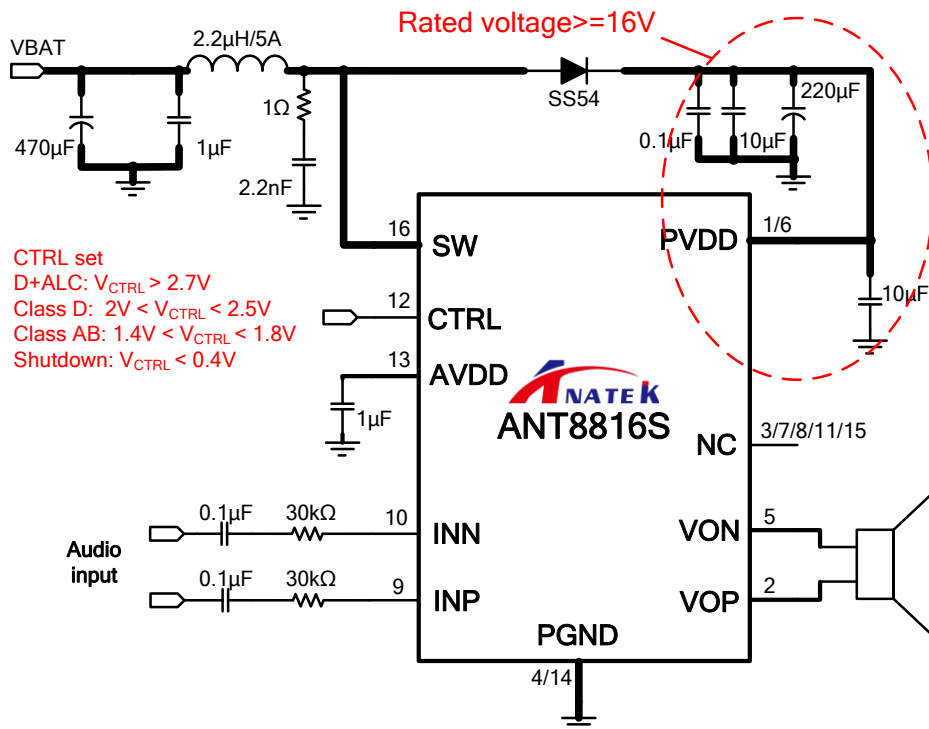 Rated voltage>=16V
VBAT
2.2µH/5A
SS54
470µF
1µF
1Ω
2.2nF
0.1µF
10µF
220µF
CTRL set
D+ALC: VCTRL > 2.7V
Class D: 2V < VCTRL < 2.5V
Class AB: 1.4V < VCTRL < 1.8V
Shutdown: VCTRL < 0.4V
16
SW
PVDD
1/6
10µF
12
CTRL
13
AVDD
1µF
ANATEK
ANT8816S
NC
3/7/8/11/15
Audio
input
0.1µF
30kΩ
10
INN
VON
5
0.1µF
30kΩ
9
INP
VOP
2
PGND
4/14